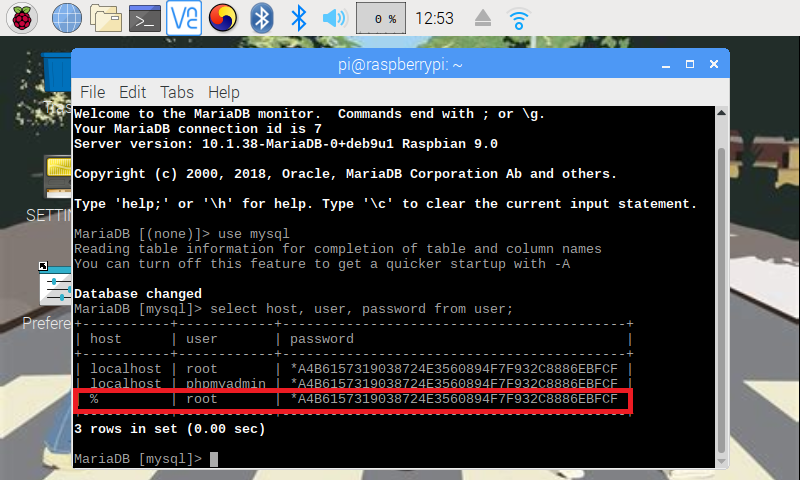 0 %
12:53
pi@raspberrypi: ~
File Edit Tabs Help
Welcome to the MariaDB monitor.  Commands end with ; or \g.
Your MariaDB connection id is 7
Server version: 10.1.38-MariaDB-0+deb9u1 Raspbian 9.0
Copyright (c) 2000, 2018, Oracle, MariaDB Corporation Ab and others.
Type 'help;' or '\h' for help. Type '\c' to clear the current input statement.
MariaDB [(none)]> use mysql
Reading table information for completion of table and column names
You can turn off this feature to get a quicker startup with -A
Database changed
MariaDB [mysql]> select host, user, password from user;
+-----------+------------+-------------------------------------------+
| host      | user       | password                                  |
+-----------+------------+-------------------------------------------+
| localhost | root       | *A4B6157319038724E3560894F7F932C8886EBFCF |
| localhost | phpmyadmin | *A4B6157319038724E3560894F7F932C8886EBFCF |
| %         | root       | *A4B6157319038724E3560894F7F932C8886EBFCF |
+-----------+------------+-------------------------------------------+
3 rows in set (0.00 sec)
MariaDB [mysql]>
SETTIN
Prefere